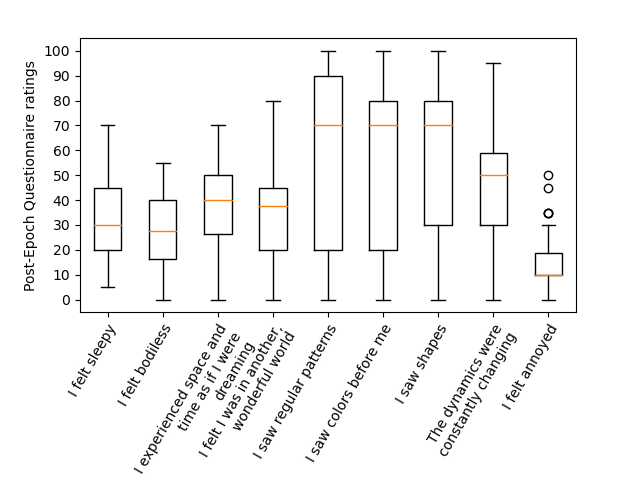 Post-Epoch Questionnaire ratings
100
90
80
70
60
50
40
30
20
10
0
I felt sleepy
I felt bodiless
I experienced space and
time as if I were
dreaming
I felt I was in another,
wonderful world
I saw regular patterns
I saw colors before me
I saw shapes
The dynamics were
constantly changing
I felt annoyed